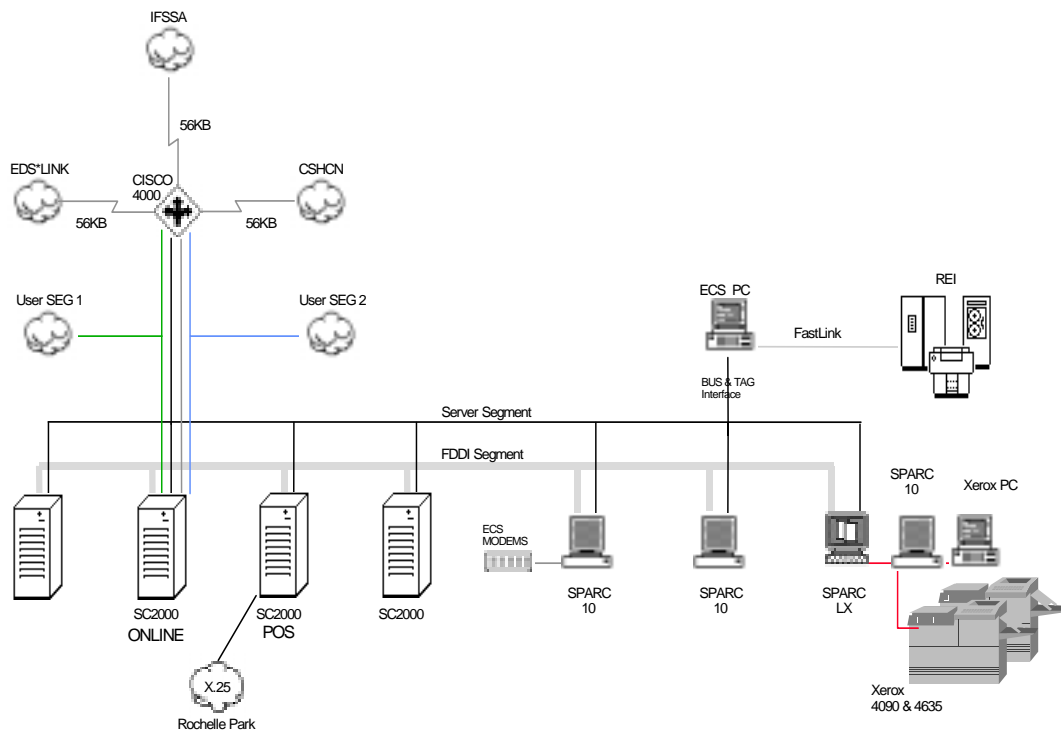 IFSSA
56KB
EDS*LINK
CISCO
4000
CSHCN
56KB
56KB
User SEG 1
User SEG 2
ECS PC
REI
FastLink
BUS & TAG
Interface
Server Segment
FDDI Segment
SPARC
10
Xerox PC
ECS
MODEMS
SC2000
ONLINE
SC2000
POS
SC2000
SPARC
10
SPARC
10
SPARC
LX
X.25
Rochelle Park
Xerox
4090 & 4635